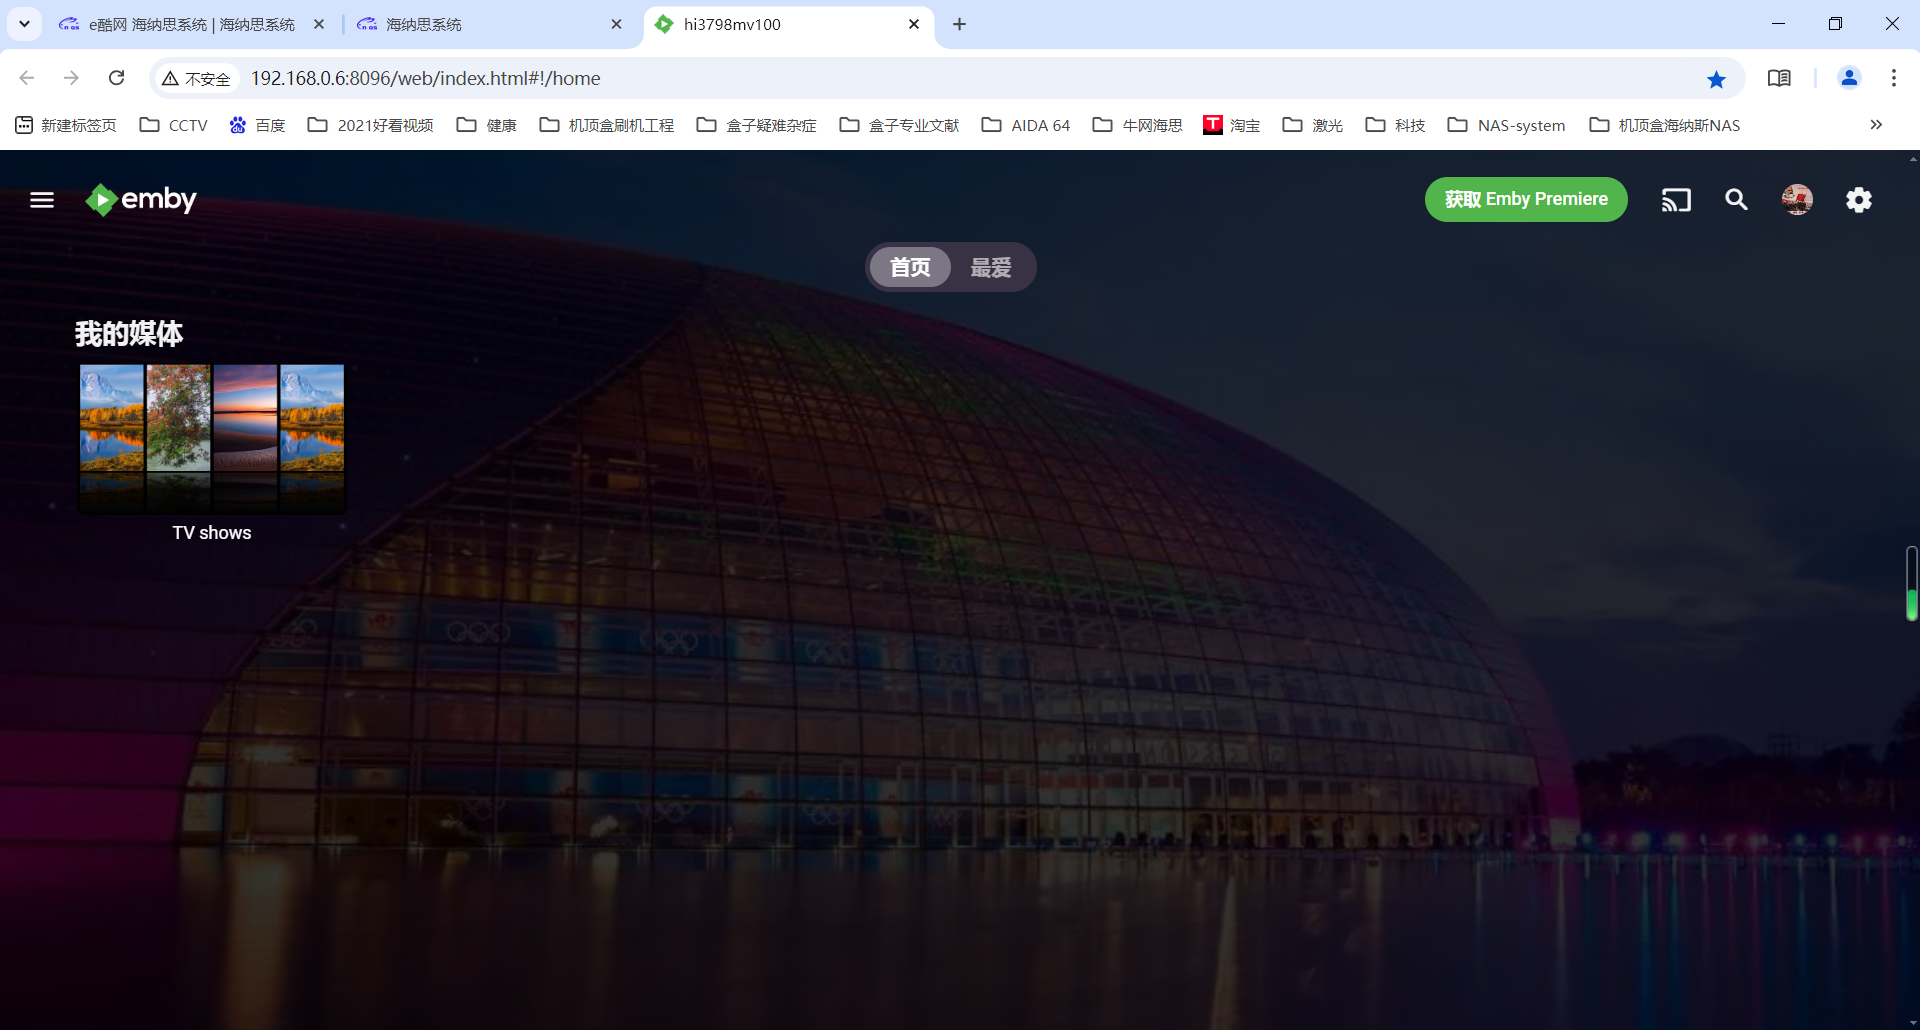 e酷网 海纳思系统 | 海纳思系统
海纳思系统
hi3798mv100
不安全
192.168.0.6:8096/web/index.html#!/home
新建标签页
CCTV
百度
2021好看视频
健康
机顶盒刷机工程
盒子疑难杂症
盒子专业文献
AIDA 64
牛网海思
淘宝
激光
科技
NAS-system
机顶盒海纳斯NAS
emby
获取 Emby Premiere
首页
最爱
我的媒体
TV shows